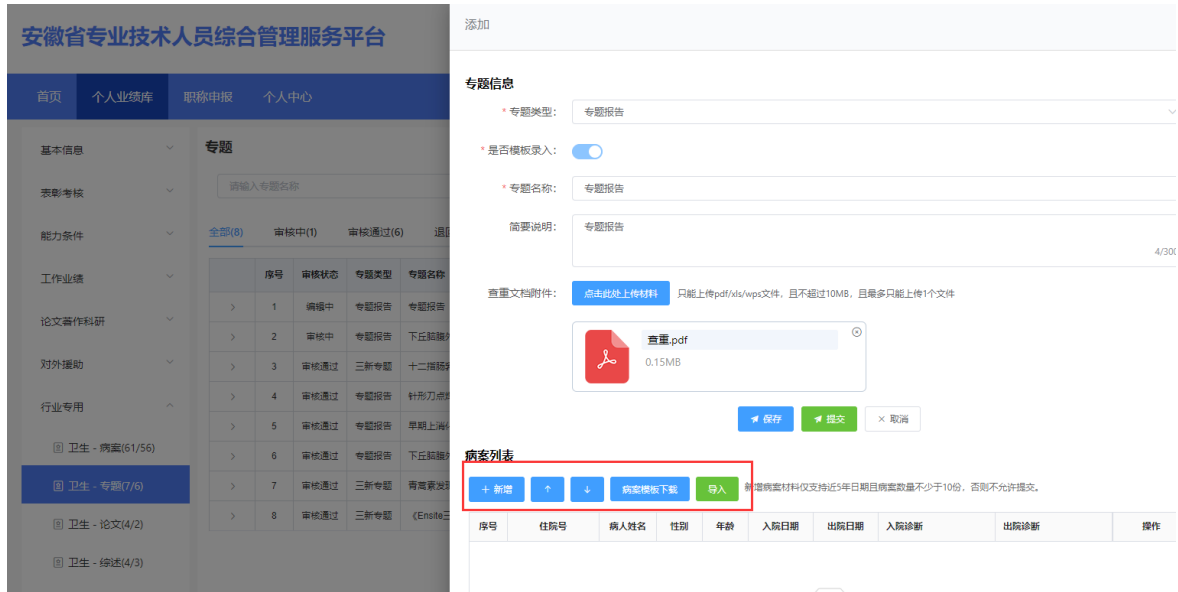 安徽省专业技术人员综合管理服务平台
首页 个人业绩库 职称申报 个人中心
基本信息
表彰考核
能力条件
工作业绩
论文著作科研
对外援助
行业专用
卫生 - 病案(61/56)
卫生 - 专题(7/6)
卫生 - 论文(4/2)
卫生 - 综述(4/3)
专题
请输入专题名称
全部(8) 审核中(1) 审核通过(6)
序号 审核状态 专题类型 专题名称
1 编辑中 专题报告 专题报告
2 审核中 专题报告 下丘脑腺
3 审核通过 三新专题 十二指肠
4 审核通过 专题报告 针形刀点
5 审核通过 专题报告 早期上消
6 审核通过 专题报告 下丘脑腺
7 审核通过 三新专题 青蒿素发
8 审核通过 三新专题 《Ensite三
添加
专题信息
* 专题类型： 专题报告
* 是否模板录入：
* 专题名称： 专题报告
简要说明： 专题报告
4/300
查重文档附件： 点击此处上传材料 只能上传pdf/xls/wps文件，且不超过10MB，且最多只能上传1个文件
查重.pdf
0.15MB
保存 提交 × 取消
病案列表
+ 新增 ↑ ↓ 病案模板下载 导入 新增病案材料仅支持近5年日期且病案数量不少于10份，否则不允许提交。
序号 住院号 病人姓名 性别 年龄 入院日期 出院日期 入院诊断 出院诊断 操作